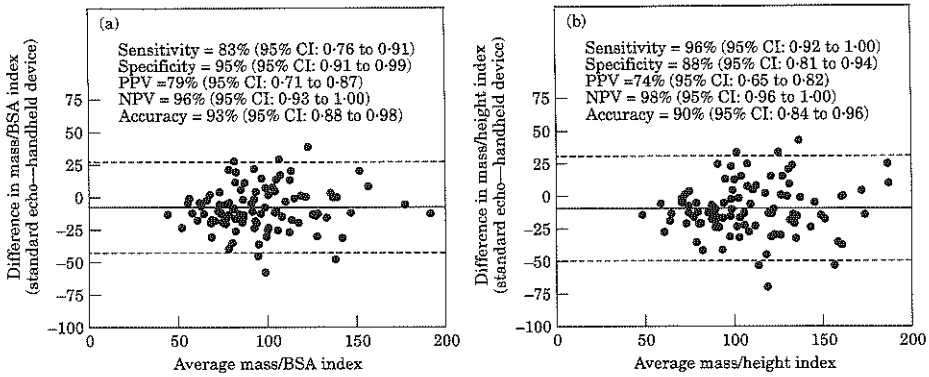 (a)
Sensitivity = 83% (95% CI: 0·76 to 0·91)
Specificity = 95% (95% CI: 0·91 to 0·99)
PPV =79% (95% CI: 0·71 to 0·87)
NPV = 96% (95% CI: 0·93 to 1·00)
Accuracy = 93% (95% CI: 0·88 to 0·98)
Difference in mass/BSA index
(standard echo—handheld device)
75
50
25
0
−25
−50
−75
−100
0
50
100
150
200
Average mass/BSA index
(b)
Sensitivity = 96% (95% CI: 0·92 to 1·00)
Specificity = 88% (95% CI: 0·81 to 0·94)
PPV = 74% (95% CI: 0·65 to 0·82)
NPV = 98% (95% CI: 0·96 to 1·00)
Accuracy = 90% (95% CI: 0·84 to 0·96)
Difference in mass/height index
(standard echo—handheld device)
75
50
25
0
−25
−50
−75
−100
0
50
100
150
200
Average mass/height index